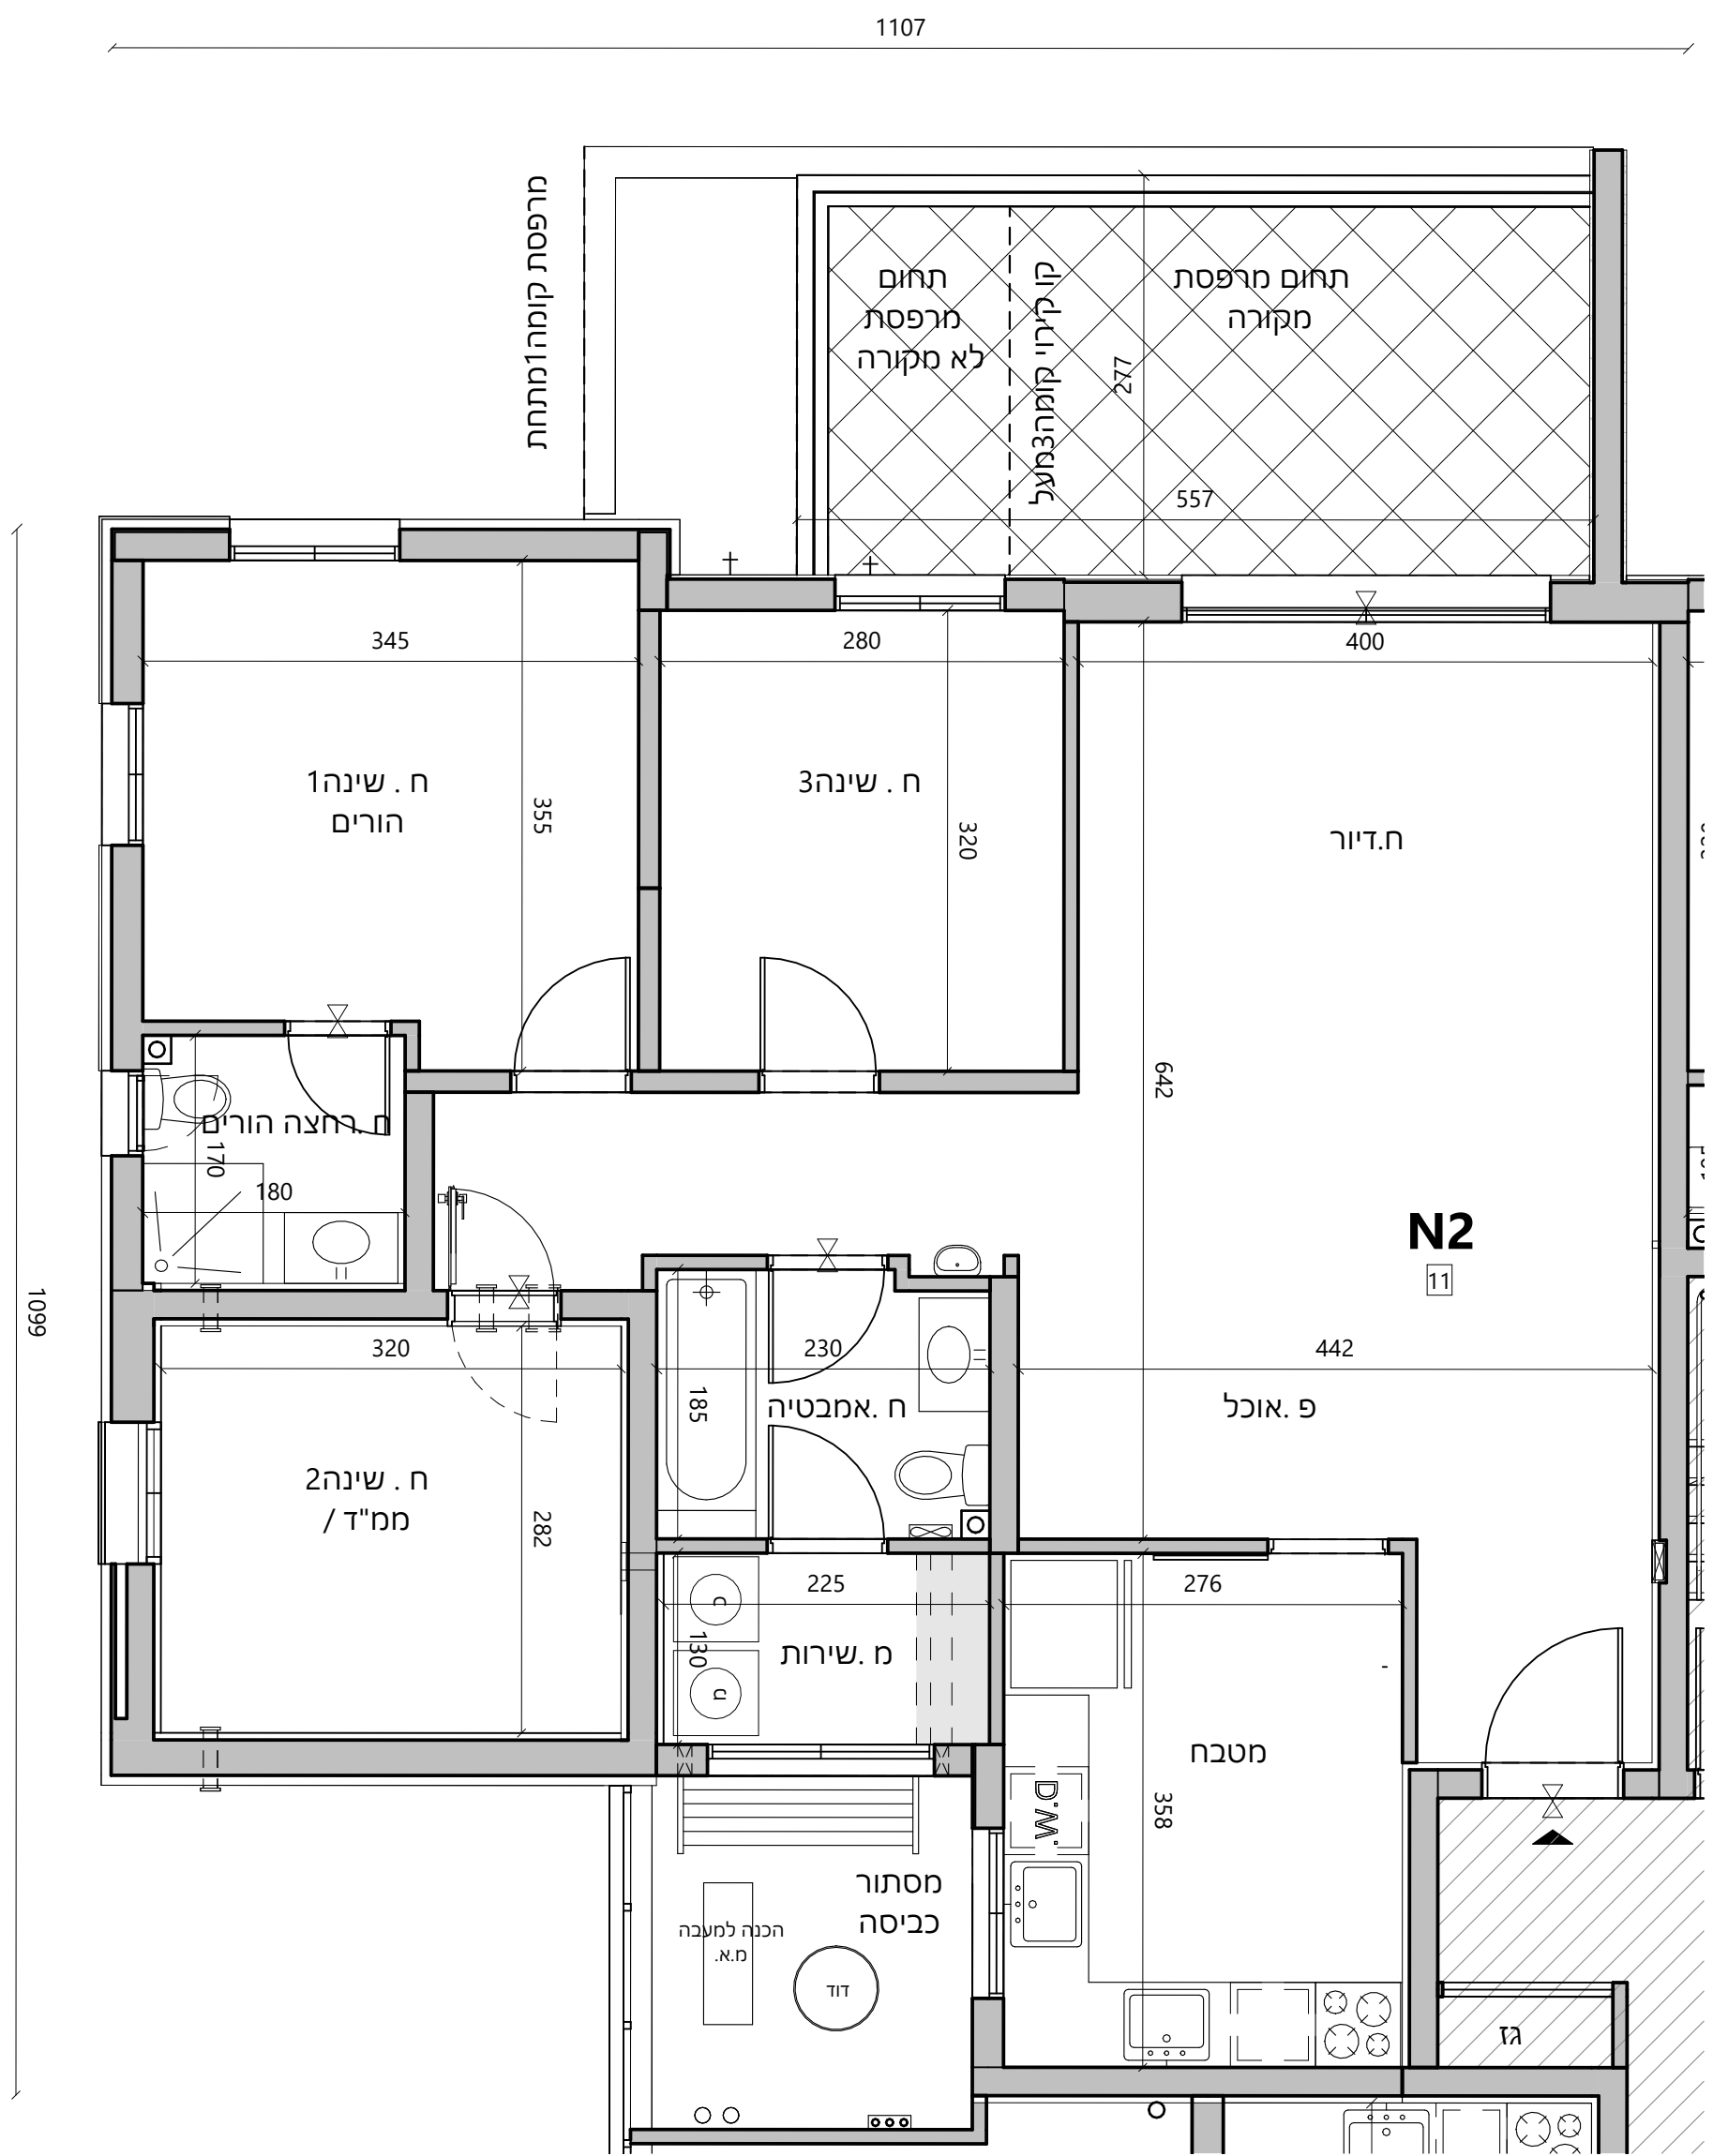 1107
מרפסת קומה1מתחת
תחום
מרפסת
לא מקורה
קו קירוי קומה3מעל
תחום מרפסת
מקורה
277
557
345
280
400
ח . שינה1
הורים
355
ח . שינה3
320
ח.דיור
642
ח .רחצה הורים
170
180
N2
11
1099
320
230
442
185
ח .אמבטיה
פ .אוכל
ח . שינה2
/ ממ"ד
282
225
276
כ
מ
130
מ .שירות
מטבח
D.W.
358
מסתור
כביסה
הכנה למעבה
מ.א.
דוד
גז